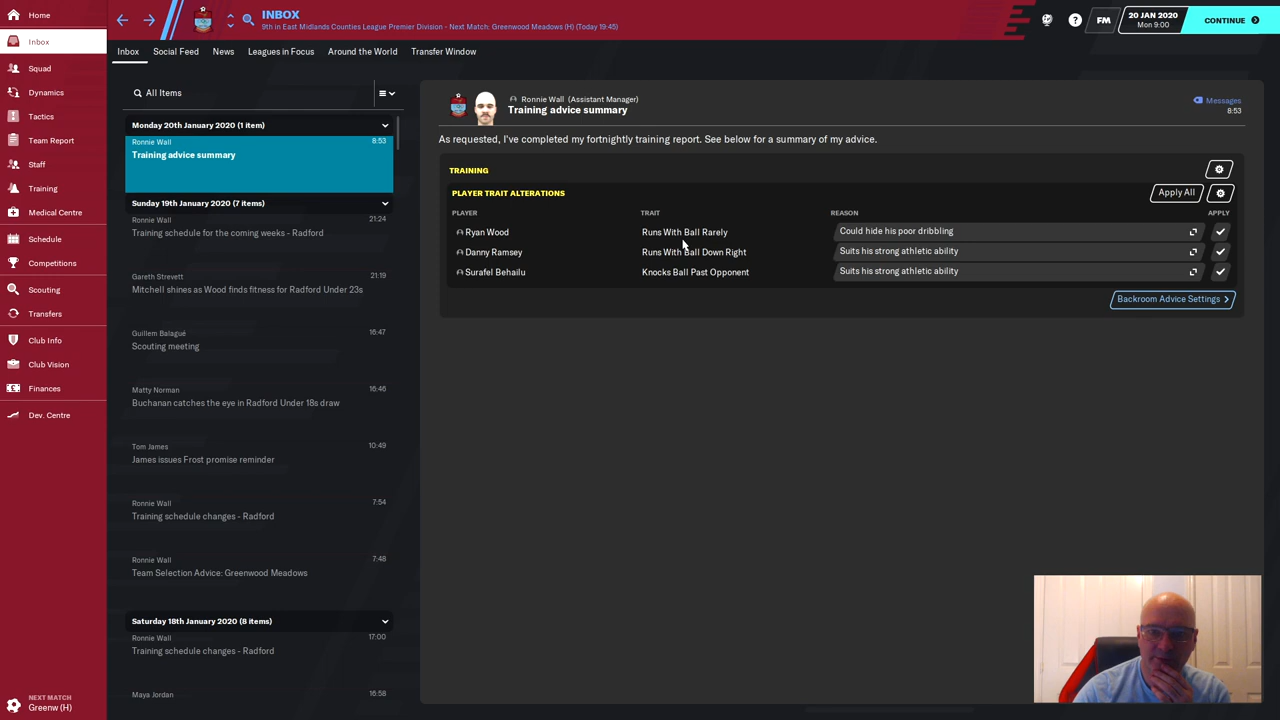 Home
Inbox
Squad
Dynamics
Tactics
Team Report
Staff
Training
Medical Centre
Schedule
Competitions
Scouting
Transfers
Club Info
Club Vision
Finances
Dev. Centre
NEXT MATCH
Greenw (H)
INBOX
9th in East Midlands Counties League Premier Division - Next Match: Greenwood Meadows (H) (Today 19:45)
?
FM
20 JAN 2020
Mon 9:00
CONTINUE
Inbox
Social Feed
News
Leagues in Focus
Around the World
Transfer Window
All Items
Monday 20th January 2020 (1 item)
Ronnie Wall 8:53
Training advice summary
Sunday 19th January 2020 (7 items)
Ronnie Wall 21:24
Training schedule for the coming weeks - Radford
Gareth Strevett 21:19
Mitchell shines as Wood finds fitness for Radford Under 23s
Guillem Balagué 16:47
Scouting meeting
Matty Norman 16:46
Buchanan catches the eye in Radford Under 18s draw
Tom James 10:49
James issues Frost promise reminder
Ronnie Wall 7:54
Training schedule changes - Radford
Ronnie Wall 7:48
Team Selection Advice: Greenwood Meadows
Saturday 18th January 2020 (8 items)
Ronnie Wall 17:00
Training schedule changes - Radford
Maya Jordan 16:58
Ronnie Wall (Assistant Manager)
Training advice summary
Messages
8:53
As requested, I've completed my fortnightly training report. See below for a summary of my advice.
TRAINING
PLAYER TRAIT ALTERATIONS
Apply All
PLAYER TRAIT REASON APPLY
Ryan Wood Runs With Ball Rarely Could hide his poor dribbling
Danny Ramsey Runs With Ball Down Right Suits his strong athletic ability
Surafel Behailu Knocks Ball Past Opponent Suits his strong athletic ability
Backroom Advice Settings